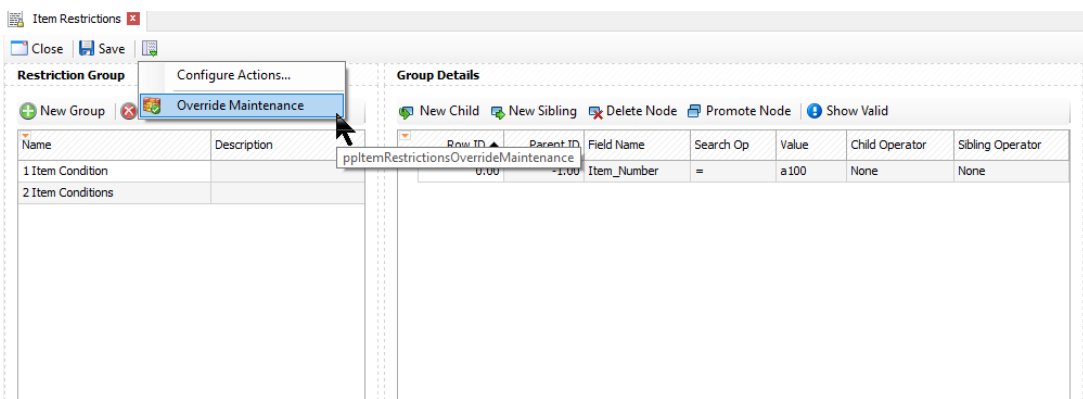 Item Restrictions
Close Save
Restriction Group Configure Actions... Group Details
New Group Override Maintenance New Child New Sibling Delete Node Promote Node Show Valid
Name Description Row ID Parent ID Field Name Search Op Value Child Operator Sibling Operator
ppItemRestrictionsOverrideMaintenance
1 Item Condition 0.00 -1.00 Item_Number = a100 None None
2 Item Conditions